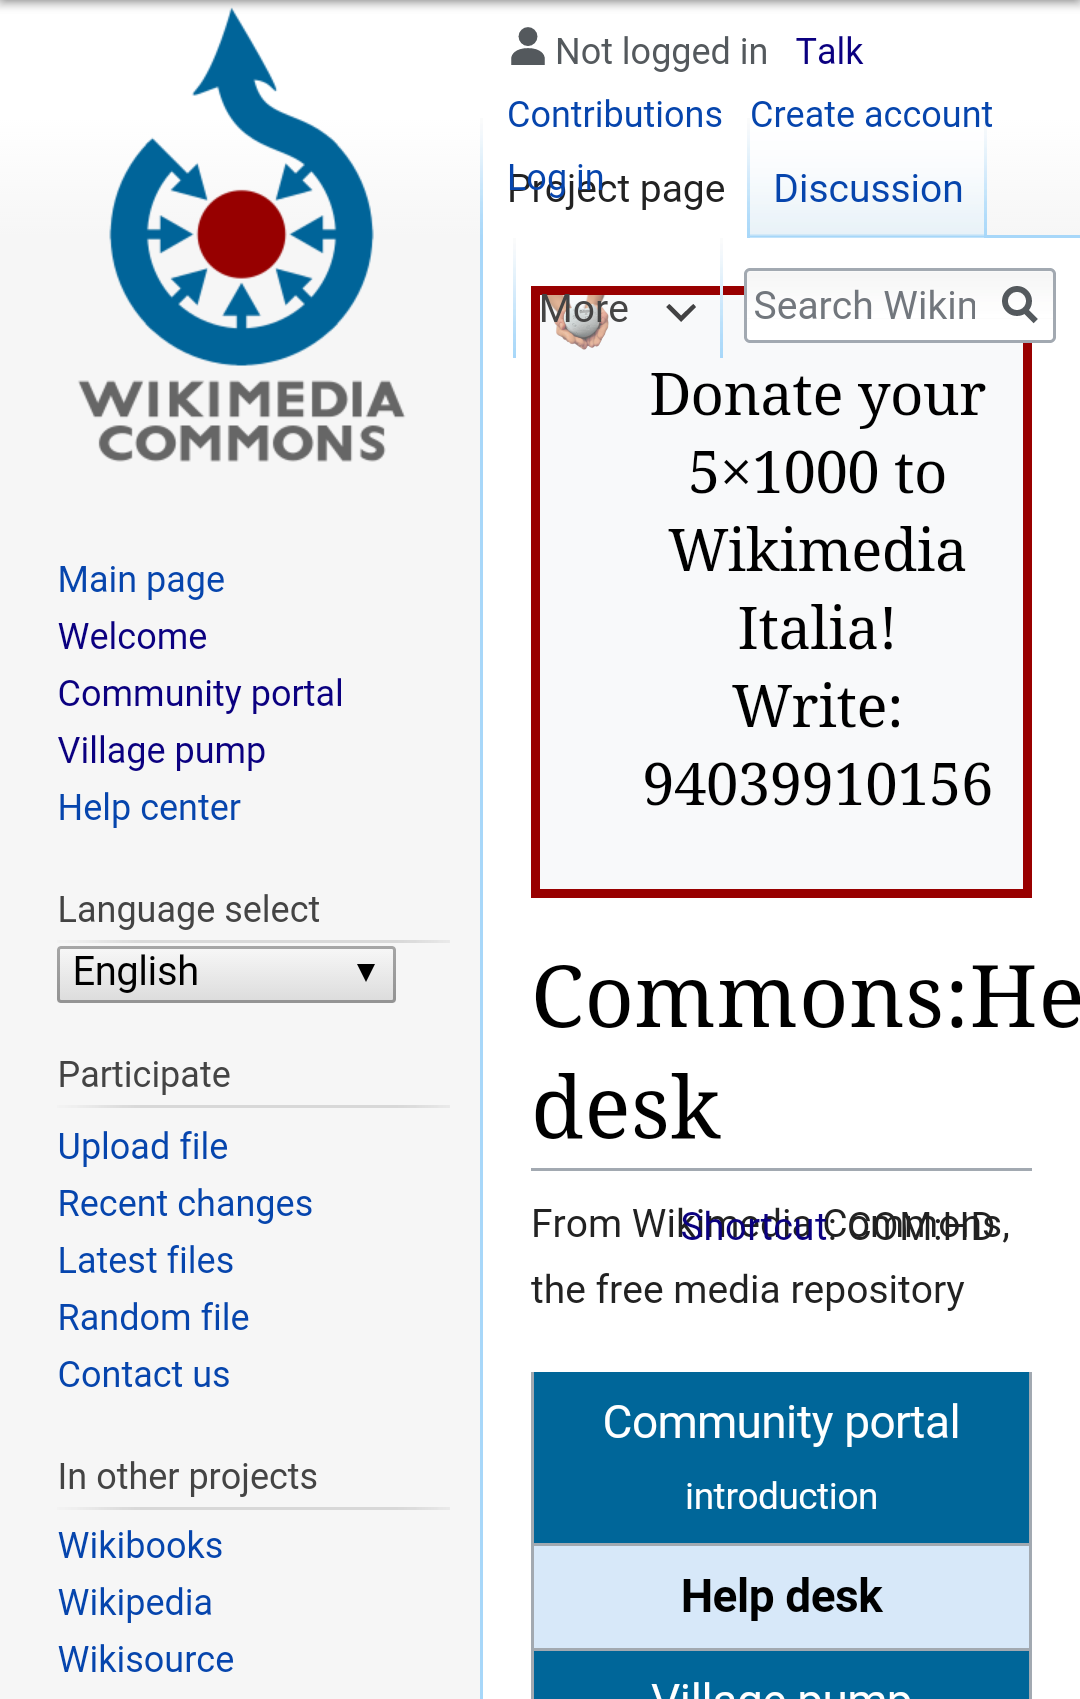 WIKIMEDIA
COMMONS
Main page
Welcome
Community portal
Village pump
Help center
Language select
English
Participate
Upload file
Recent changes
Latest files
Random file
Contact us
In other projects
Wikibooks
Wikipedia
Wikisource
Not logged in Talk
Contributions Create account
Log in
Project page Discussion
More
Search Wikin
Donate your
5×1000 to
Wikimedia
Italia!
Write:
94039910156
Commons:He
desk
Shortcut: COM:HD
From Wikimedia Commons,
the free media repository
Community portal
introduction
Help desk
Village pump